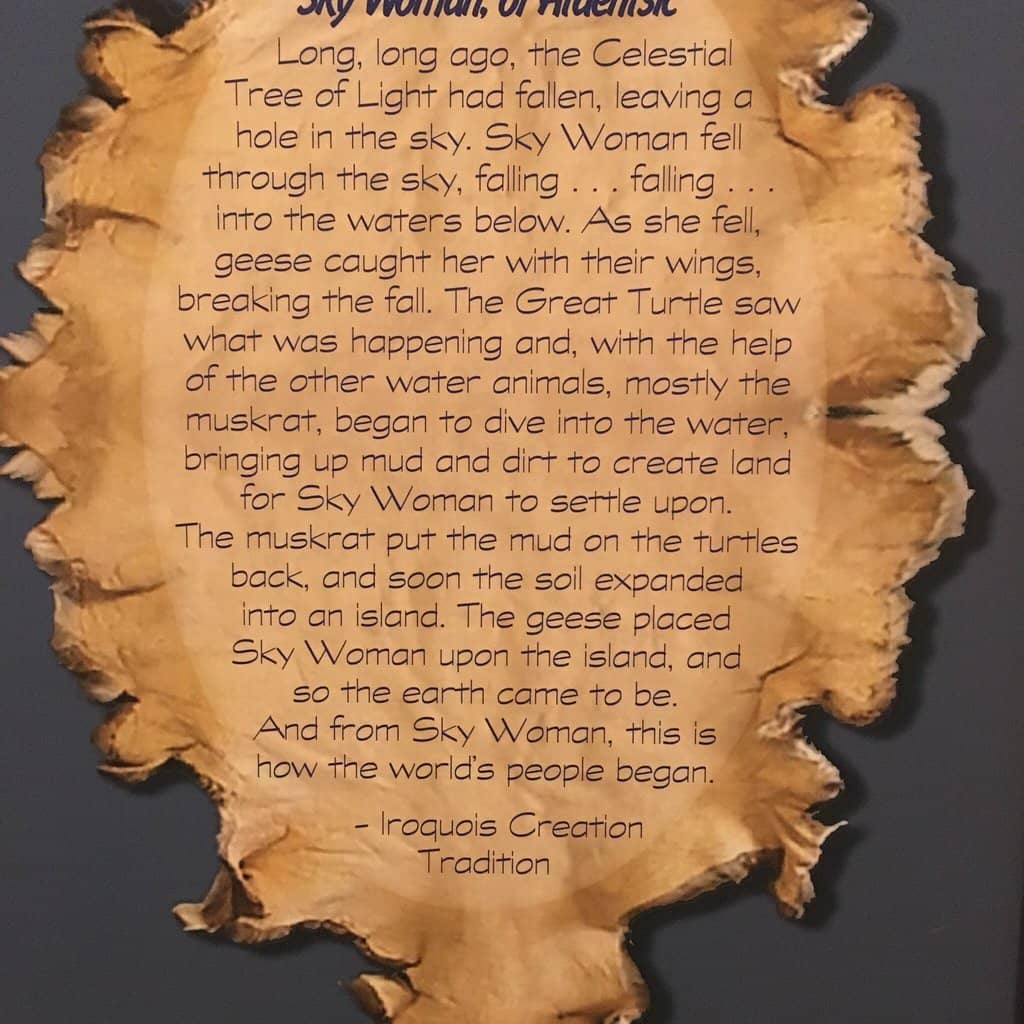 Sky Woman, or
Long, long ago, the Celestial
Tree of Light had fallen, leaving a
hole in the sky. Sky Woman fell
through the sky, falling . . . falling . . .
into the waters below. As she fell,
geese caught her with their wings,
breaking the fall. The Great Turtle saw
what was happening and, with the help
of the other water animals, mostly the
muskrat, began to dive into the water,
bringing up mud and dirt to create land
for Sky Woman to settle upon.
The muskrat put the mud on the turtles
back, and soon the soil expanded
into an island. The geese placed
Sky Woman upon the island, and
so the earth came to be.
And from Sky Woman, this is
how the world's people began.
- Iroquois Creation
Tradition